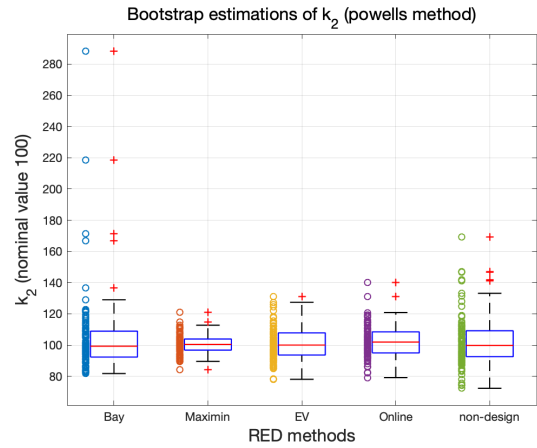 Bootstrap estimations of k₂ (powells method)
k₂ (nominal value 100)
280
260
240
220
200
180
160
140
120
100
80
Bay Maximin EV Online non-design
RED methods